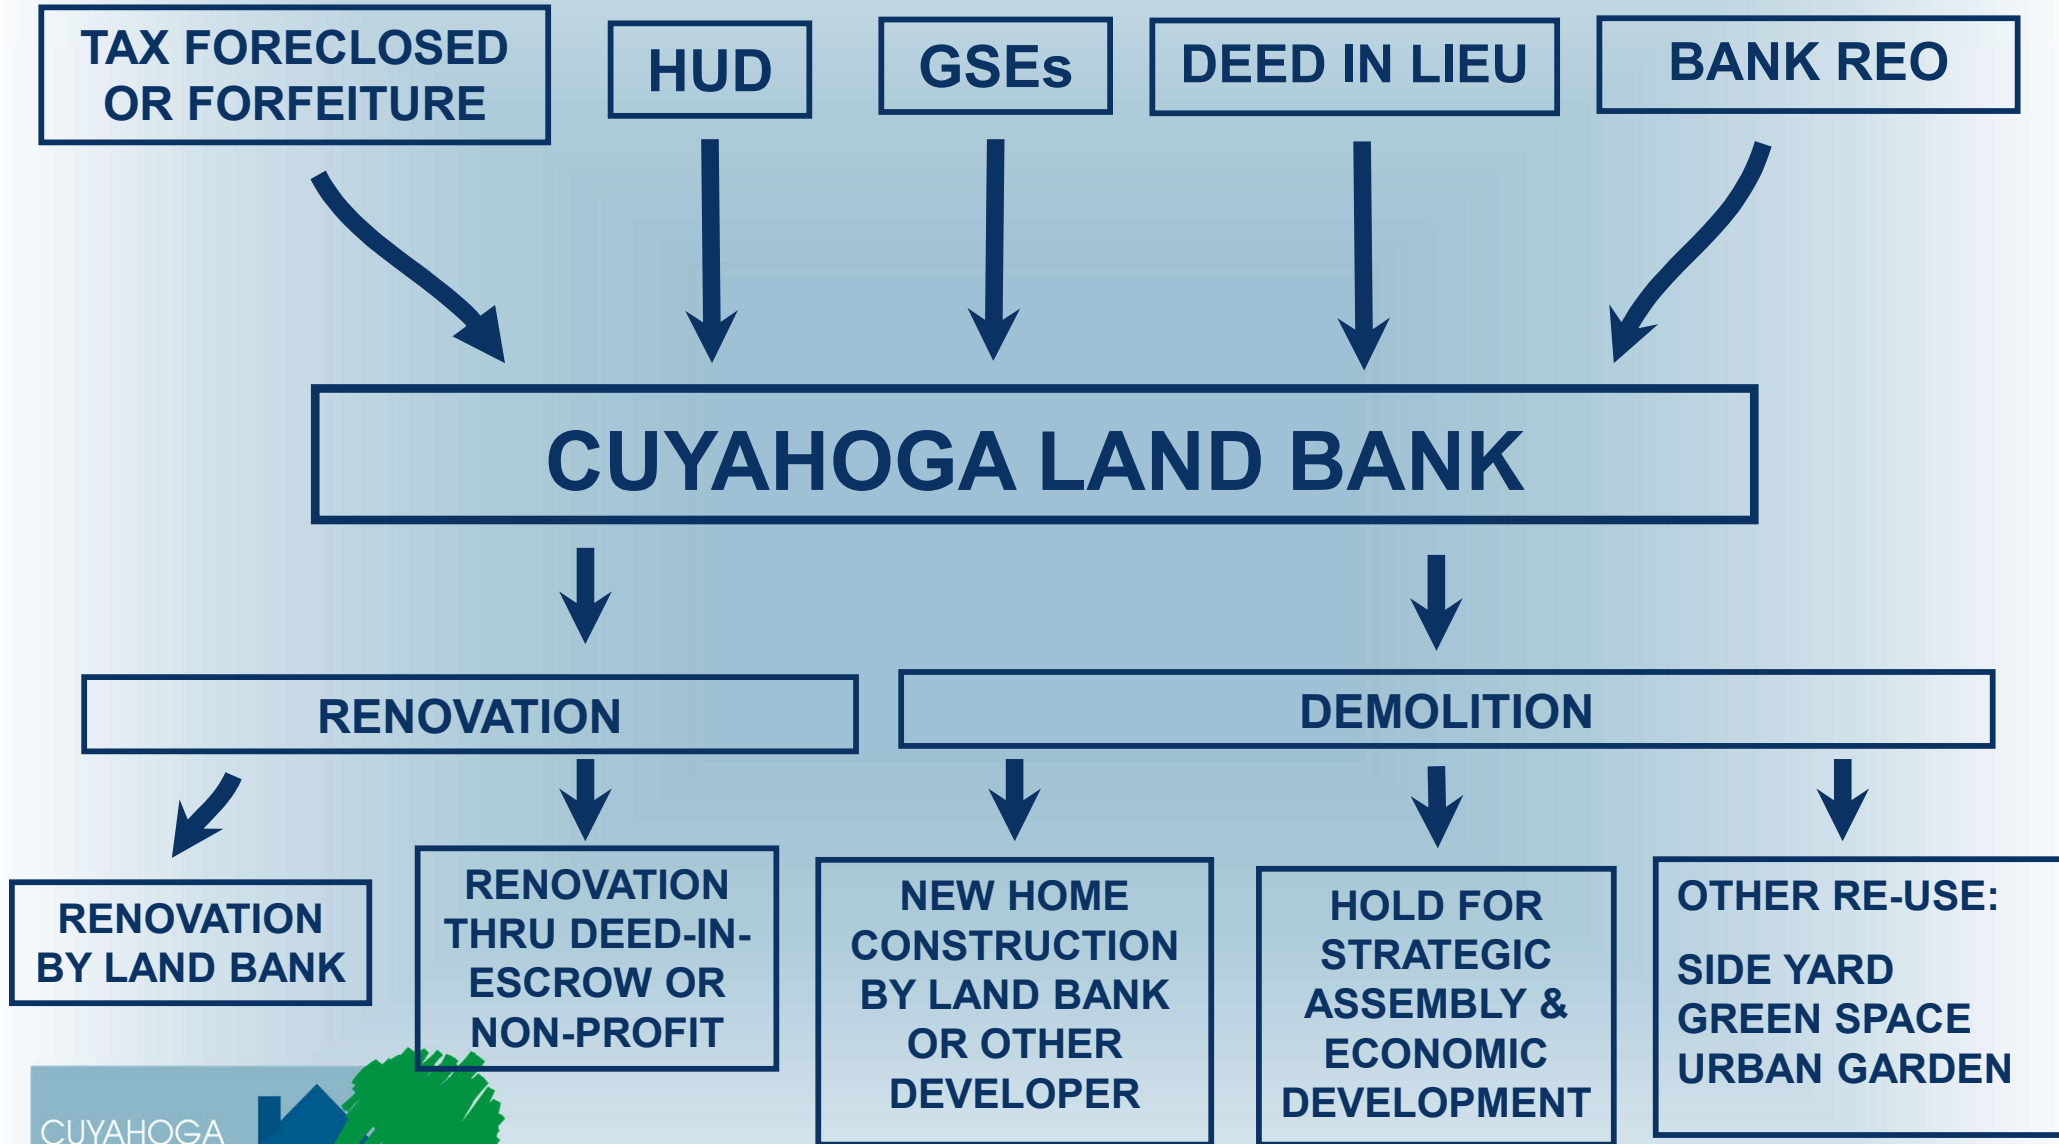 TAX FORECLOSED
OR FORFEITURE
HUD
GSEs
DEED IN LIEU
BANK REO
CUYAHOGA LAND BANK
RENOVATION
DEMOLITION
RENOVATION
BY LAND BANK
RENOVATION
THRU DEED-IN-
ESCROW OR
NON-PROFIT
NEW HOME
CONSTRUCTION
BY LAND BANK
OR OTHER
DEVELOPER
HOLD FOR
STRATEGIC
ASSEMBLY &
ECONOMIC
DEVELOPMENT
OTHER RE-USE:
SIDE YARD
GREEN SPACE
URBAN GARDEN
CUYAHOGA